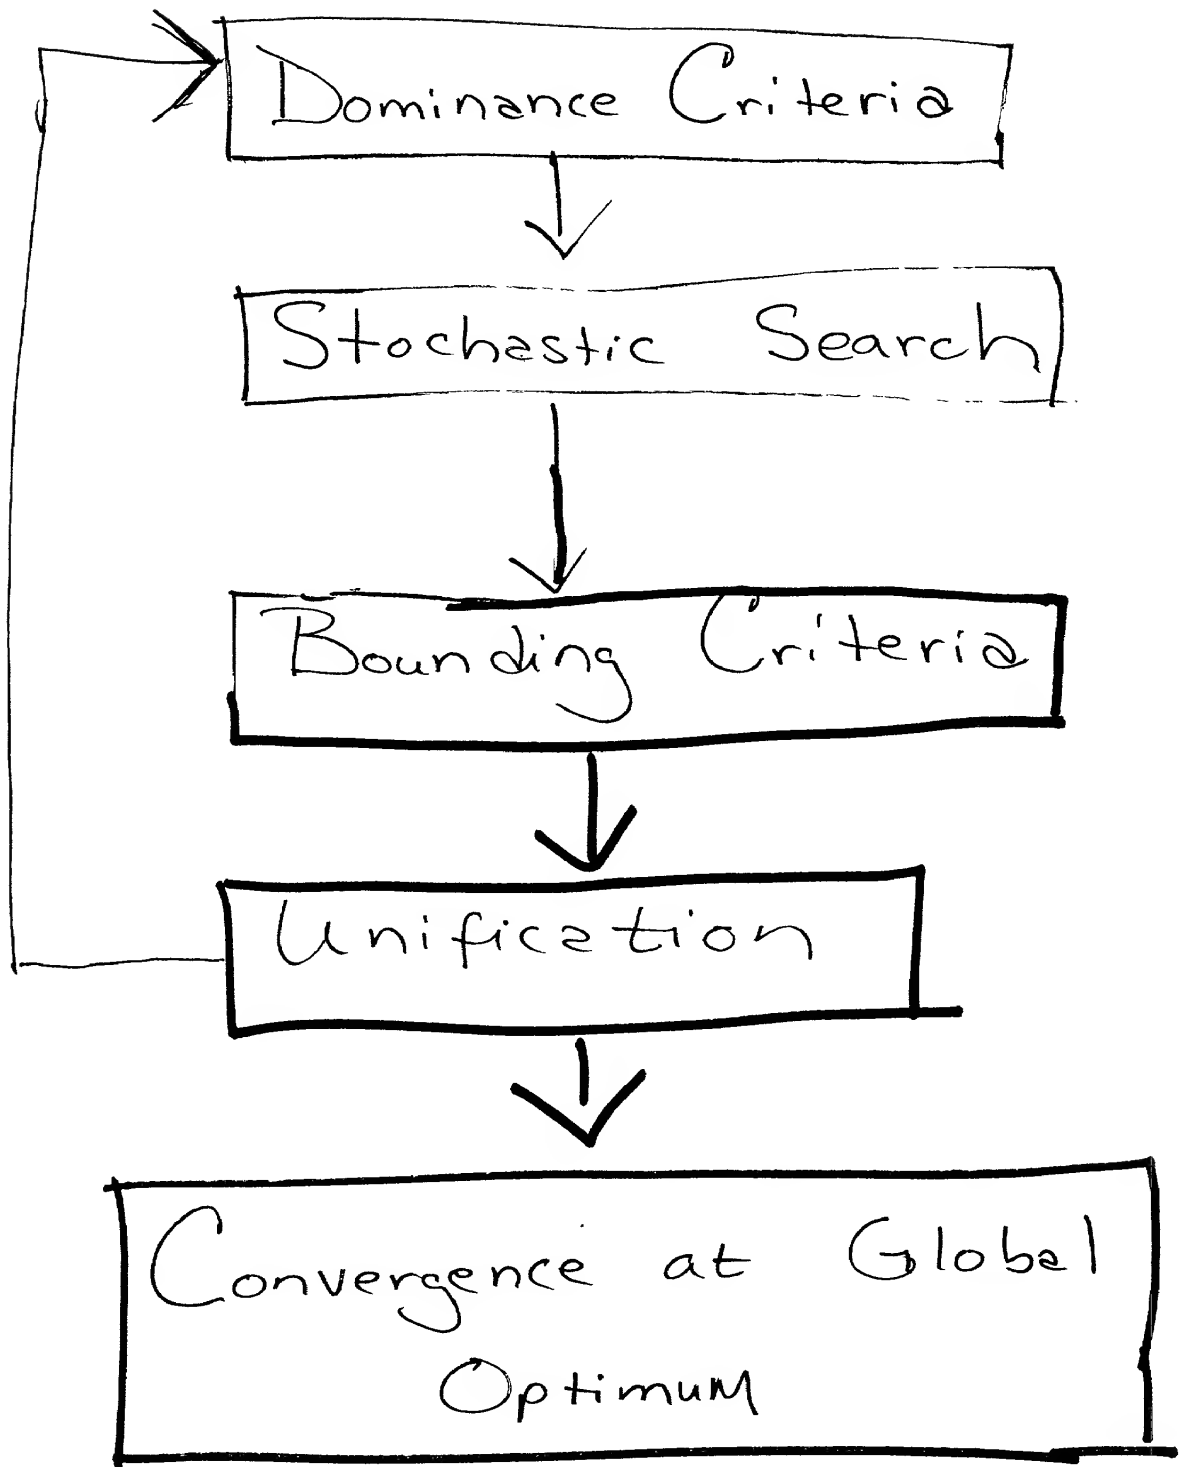 Dominance Criteria
Stochastic Search
Bounding Criteria
Unification
Convergence at Global
Optimum